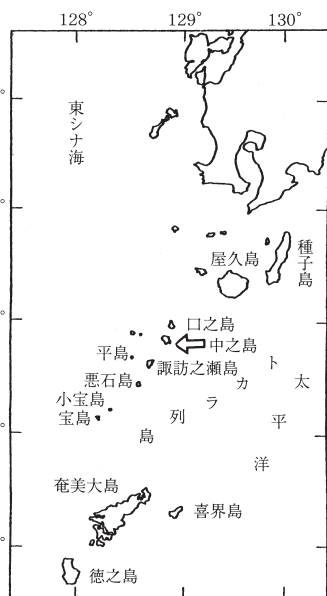 128° 129° 130°
東シナ海
種子島
屋久島
口之島
中之島
平島
諏訪之瀬島
悪石島
小宝島
宝島
トカラ列島
太平洋
奄美大島
喜界島
徳之島